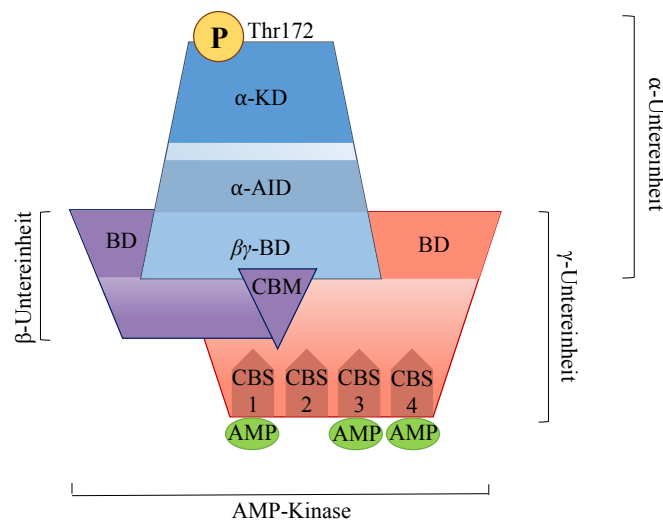 P
Thr172
α-KD
α-AID
βγ-BD
BD
BD
CBM
CBS
1
CBS
2
CBS
3
CBS
4
AMP
AMP
AMP
α-Untereinheit
β-Untereinheit
γ-Untereinheit
AMP-Kinase